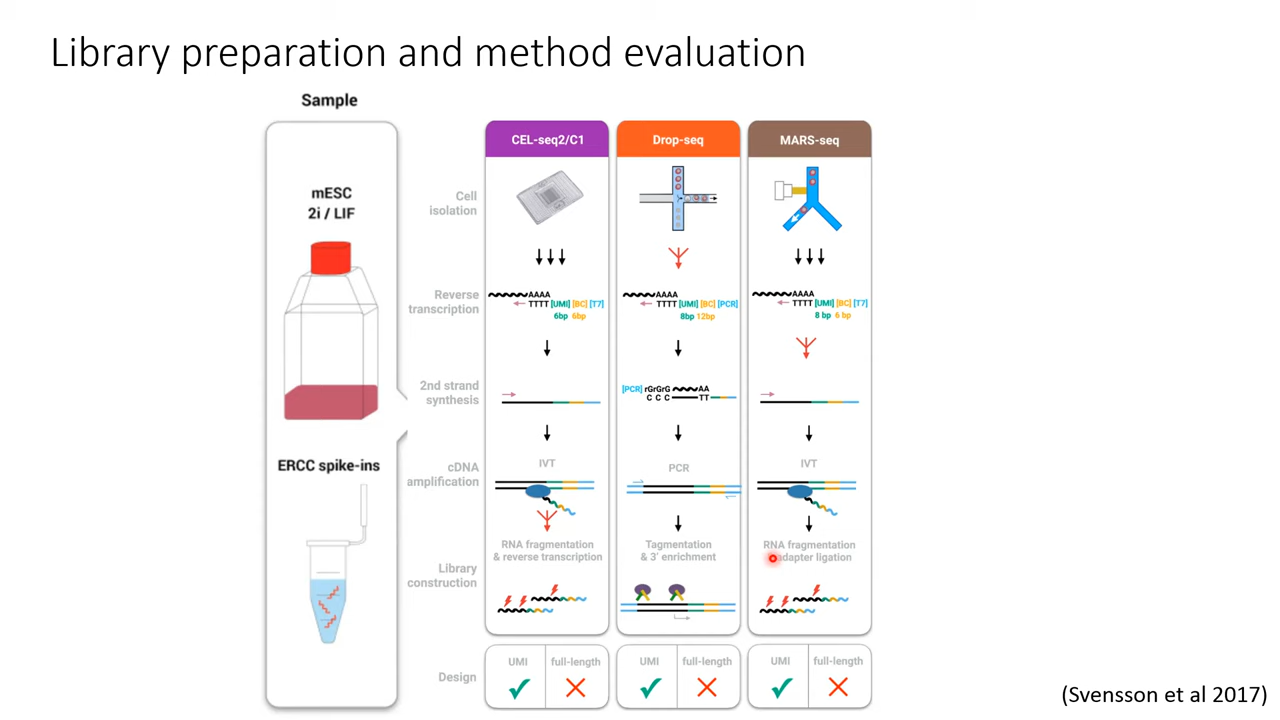 Library preparation and method evaluation
Sample
mESC
2i / LIF
ERCC spike-ins
Cell
isolation
Reverse
transcription
2nd strand
synthesis
cDNA
amplification
Library
construction
Design
CEL-seq2/C1
AAAA
TTTT [UMI] [BC] [T7]
6bp 6bp
IVT
RNA fragmentation
& reverse transcription
UMI full-length
Drop-seq
AAAA
TTTT [UMI] [BC] [PCR]
8bp 12bp
[PCR] rGrGrG AA
C C C TT
PCR
Tagmentation
& 3' enrichment
UMI full-length
MARS-seq
AAAA
TTTT [UMI] [BC] [T7]
8 bp 6 bp
IVT
RNA fragmentation
adapter ligation
UMI full-length
(Svensson et al 2017)